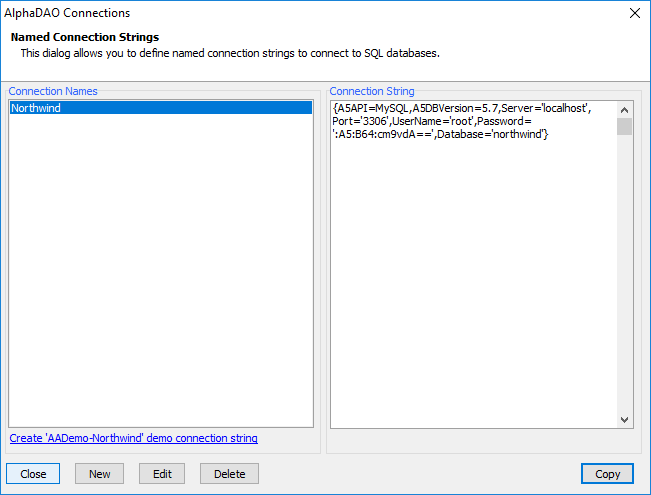 AlphaDAO Connections
Named Connection Strings
This dialog allows you to define named connection strings to connect to SQL databases.
Connection Names
Northwind
Create 'AADemo-Northwind' demo connection string
Connection String
{A5API=MySQL,A5DBVersion=5.7,Server='localhost',
Port='3306',UserName='root',Password=
':A5:B64:cm9vdA==',Database='northwind'}
Close
New
Edit
Delete
Copy